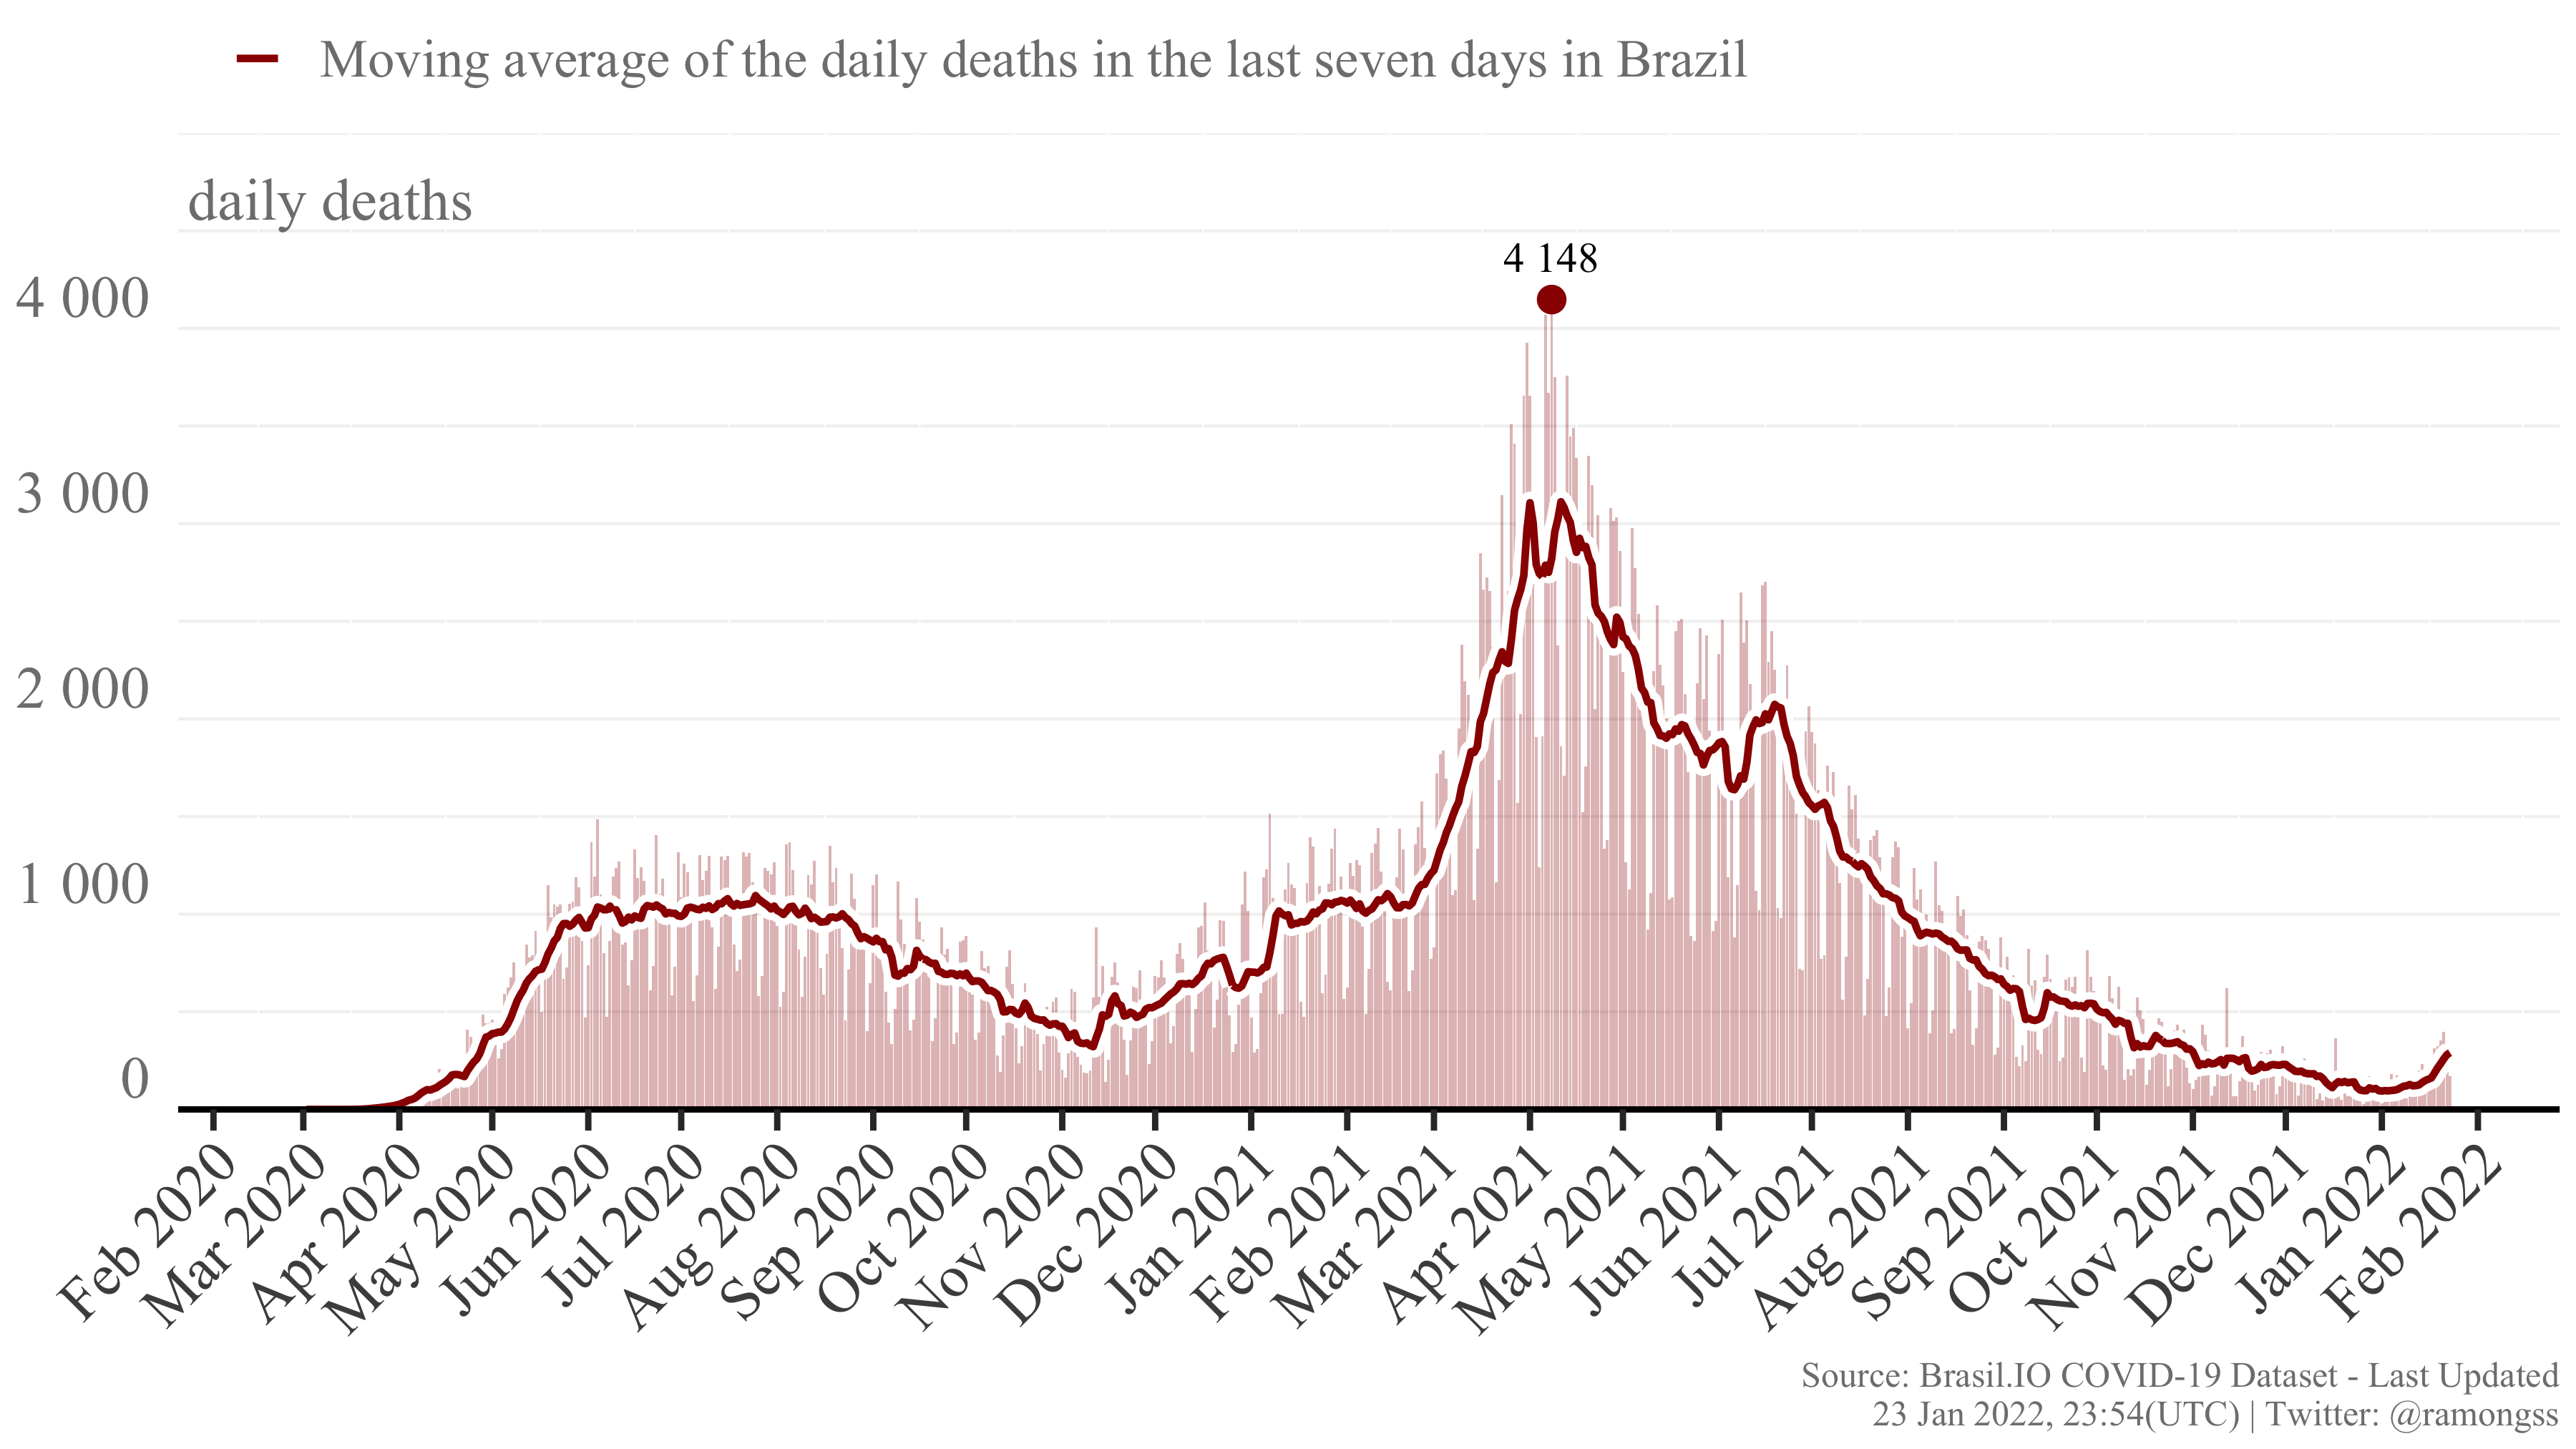 Moving average of the daily deaths in the last seven days in Brazil
daily deaths
4 148
4 000
3 000
2 000
1 000
0
Feb 2020
Mar 2020
Apr 2020
May 2020
Jun 2020
Jul 2020
Aug 2020
Sep 2020
Oct 2020
Nov 2020
Dec 2020
Jan 2021
Feb 2021
Mar 2021
Apr 2021
May 2021
Jun 2021
Jul 2021
Aug 2021
Sep 2021
Oct 2021
Nov 2021
Dec 2021
Jan 2022
Feb 2022
Source: Brasil.IO COVID-19 Dataset - Last Updated
23 Jan 2022, 23:54(UTC) | Twitter: @ramongss